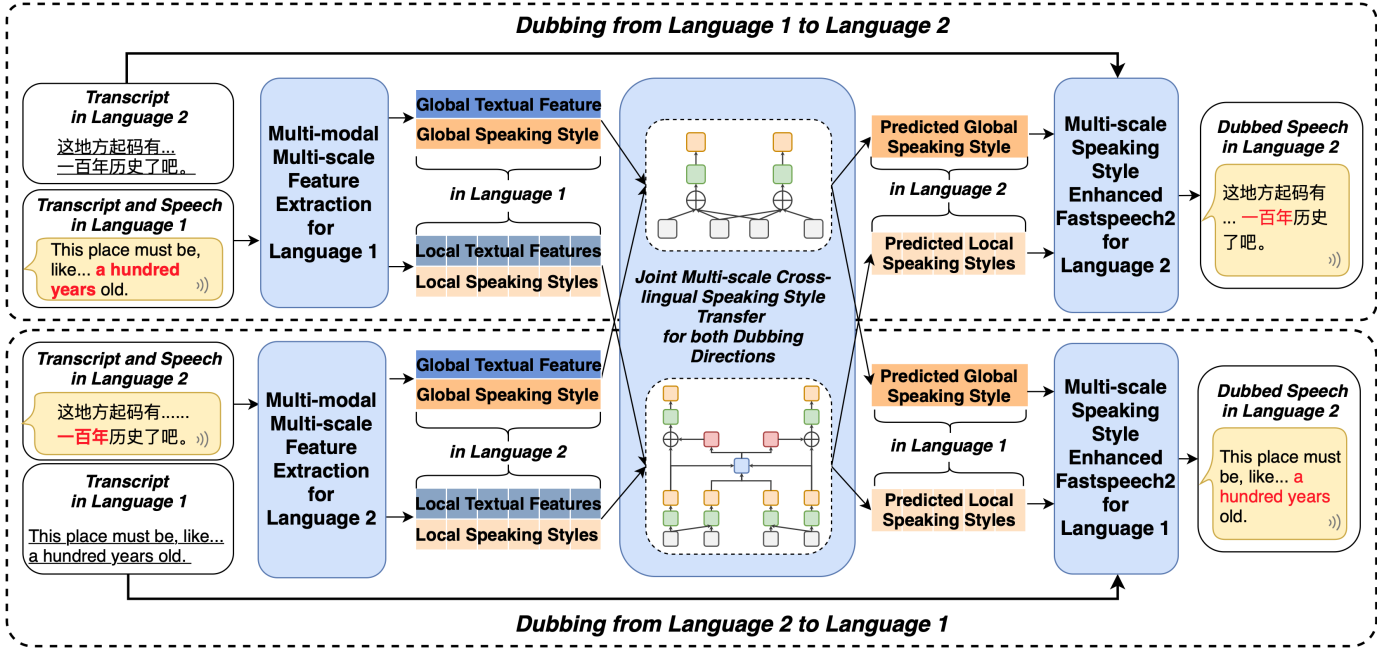 Dubbing from Language 1 to Language 2
Transcript
in Language 2
这地方起码有...
一百年历史了吧。
Transcript and Speech
in Language 1
This place must be,
like... a hundred
years old.
Multi-modal
Multi-scale
Feature
Extraction
for
Language 1
Global Textual Feature
Global Speaking Style
in Language 1
Local Textual Features
Local Speaking Styles
Joint Multi-scale Cross-
lingual Speaking Style
Transfer
for both Dubbing
Directions
Predicted Global
Speaking Style
in Language 2
Predicted Local
Speaking Styles
Multi-scale
Speaking
Style
Enhanced
Fastspeech2
for
Language 2
Dubbed Speech
in Language 2
这地方起码有
... 一百年历史
了吧。
Transcript and Speech
in Language 2
这地方起码有......
一百年历史了吧。
Transcript
in Language 1
This place must be, like...
a hundred years old.
Multi-modal
Multi-scale
Feature
Extraction
for
Language 2
Global Textual Feature
Global Speaking Style
in Language 2
Local Textual Features
Local Speaking Styles
Predicted Global
Speaking Style
in Language 1
Predicted Local
Speaking Styles
Multi-scale
Speaking
Style
Enhanced
Fastspeech2
for
Language 1
Dubbed Speech
in Language 2
This place must
be, like... a
hundred years
old.
Dubbing from Language 2 to Language 1